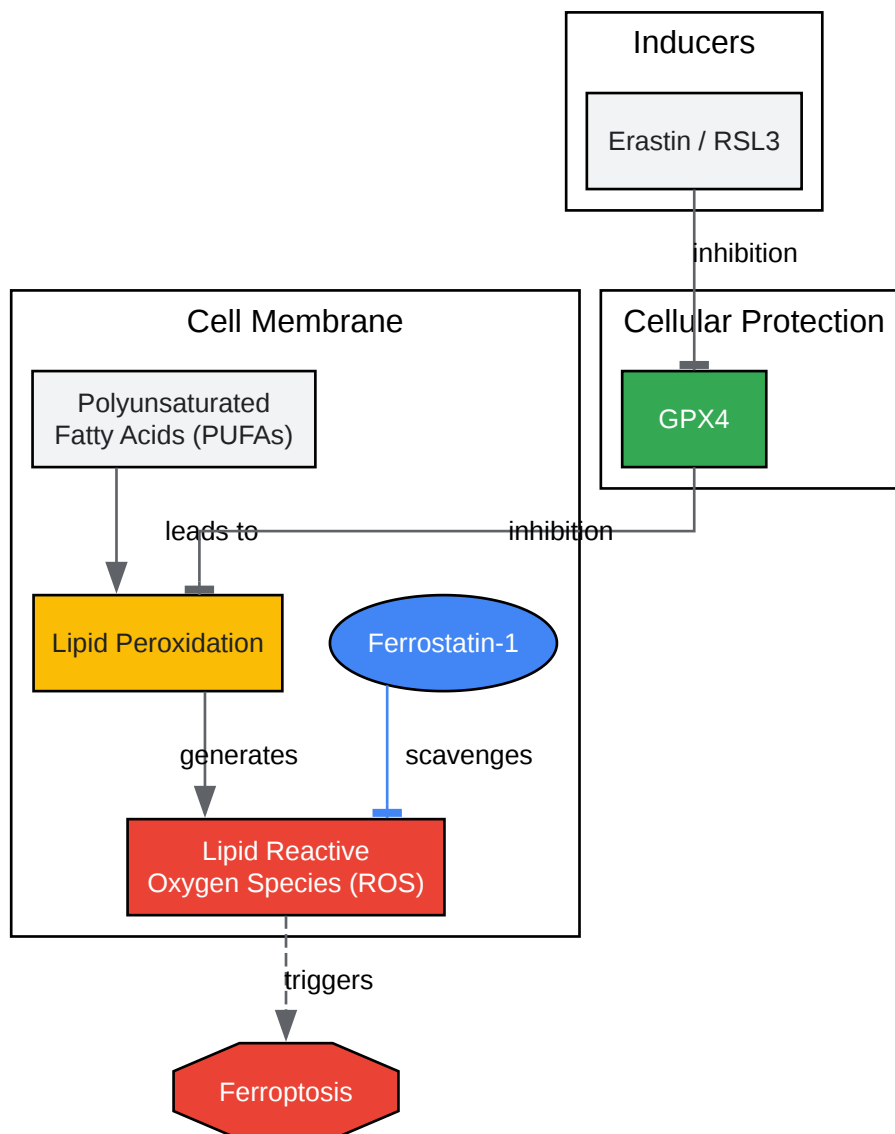 Inducers
Erastin / RSL3
inhibition
Cell Membrane
Cellular Protection
Polyunsaturated
Fatty Acids (PUFAs)
GPX4
leads to
inhibition
Lipid Peroxidation
Ferrostatin-1
generates
scavenges
Lipid Reactive
Oxygen Species (ROS)
triggers
Ferroptosis